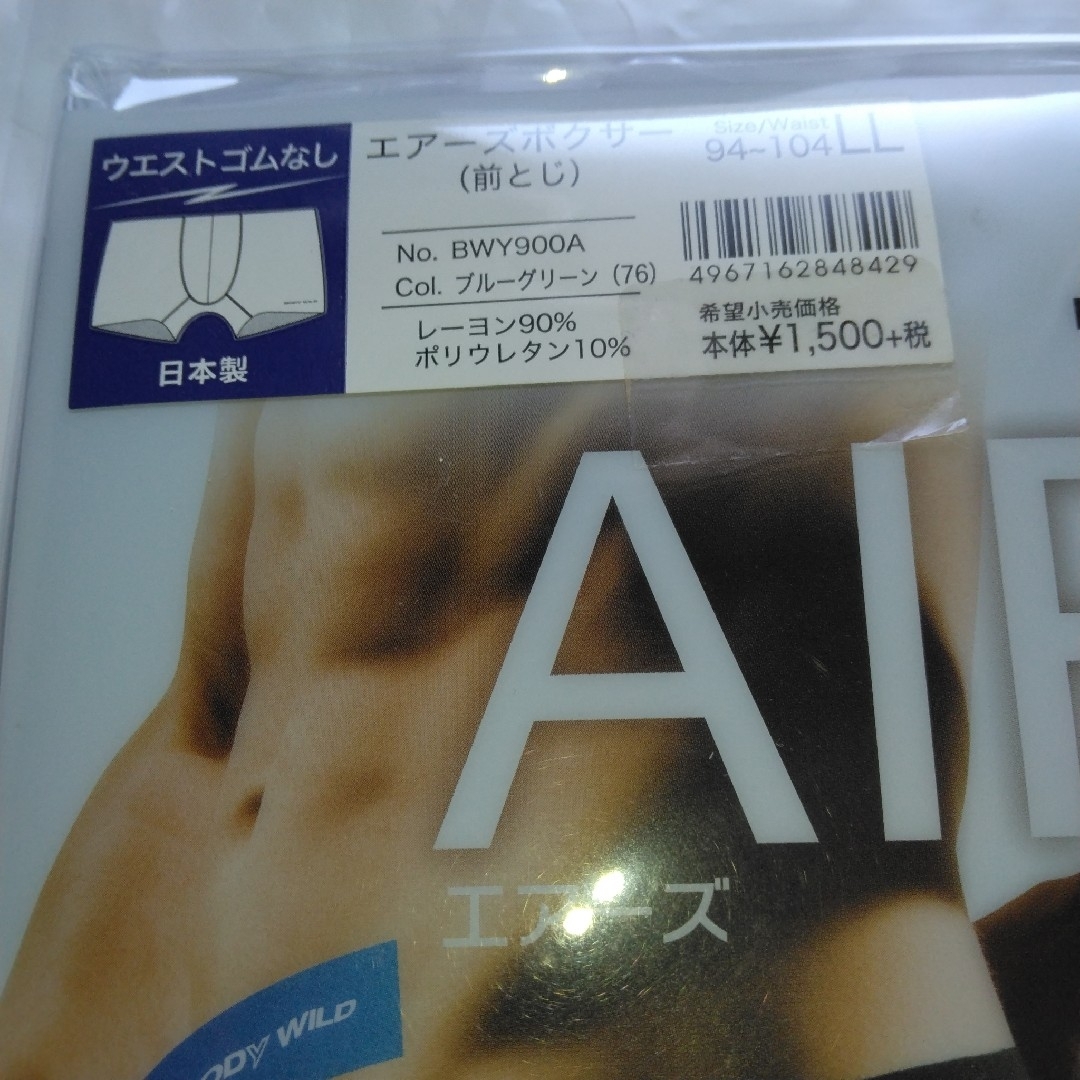 ウエストゴムなし
日本製
エアーズボクサー
(前とじ)
Size/Waist
94~104 LL
No. BWY900A
Col. ブルーグリーン (76)
レーヨン90%
ポリウレタン10%
4967162848429
希望小売価格
本体¥1,500+税
AI
エアーズ
BODY WILD